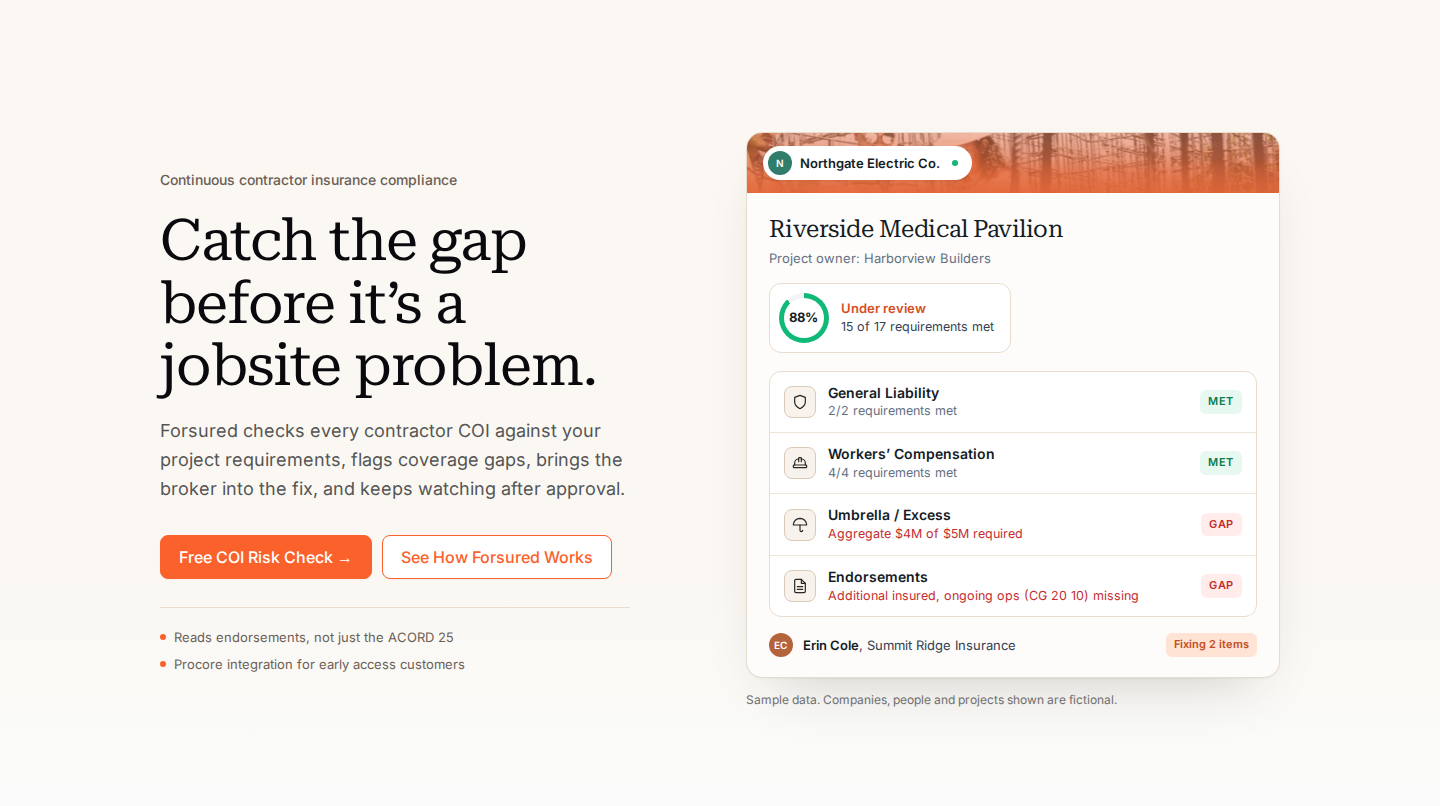 Continuous contractor insurance compliance
Catch the gap
before it’s a
jobsite problem.
Forsured checks every contractor COI against your
project requirements, flags coverage gaps, brings the
broker into the fix, and keeps watching after approval.
Free COI Risk Check →
See How Forsured Works
Reads endorsements, not just the ACORD 25
Procore integration for early access customers
N
Northgate Electric Co.
Riverside Medical Pavilion
Project owner: Harborview Builders
88%
Under review
15 of 17 requirements met
General Liability
2/2 requirements met
MET
Workers’ Compensation
4/4 requirements met
MET
Umbrella / Excess
Aggregate $4M of $5M required
GAP
Endorsements
Additional insured, ongoing ops (CG 20 10) missing
GAP
EC
Erin Cole, Summit Ridge Insurance
Fixing 2 items
Sample data. Companies, people and projects shown are fictional.